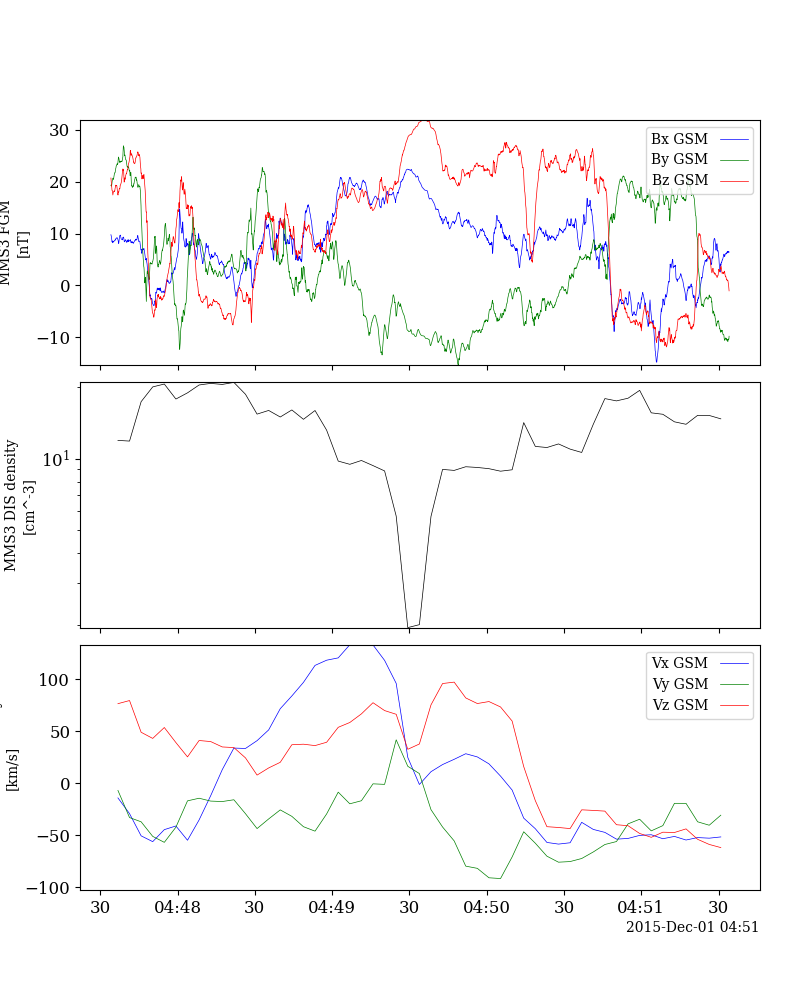 30
20
10
0
−10
MMS3 FGM
[nT]
Bx GSM
By GSM
Bz GSM
10¹
MMS3 DIS density
[cm^-3]
100
50
0
−50
−100
[km/s]
Vx GSM
Vy GSM
Vz GSM
30 04:48 30 04:49 30 04:50 30 04:51 30
2015-Dec-01 04:51